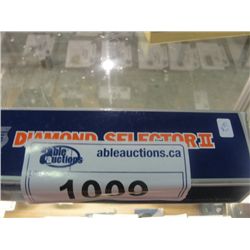 DIAMOND SELECTOR II
Able Auctions
ableauctions.ca
1009